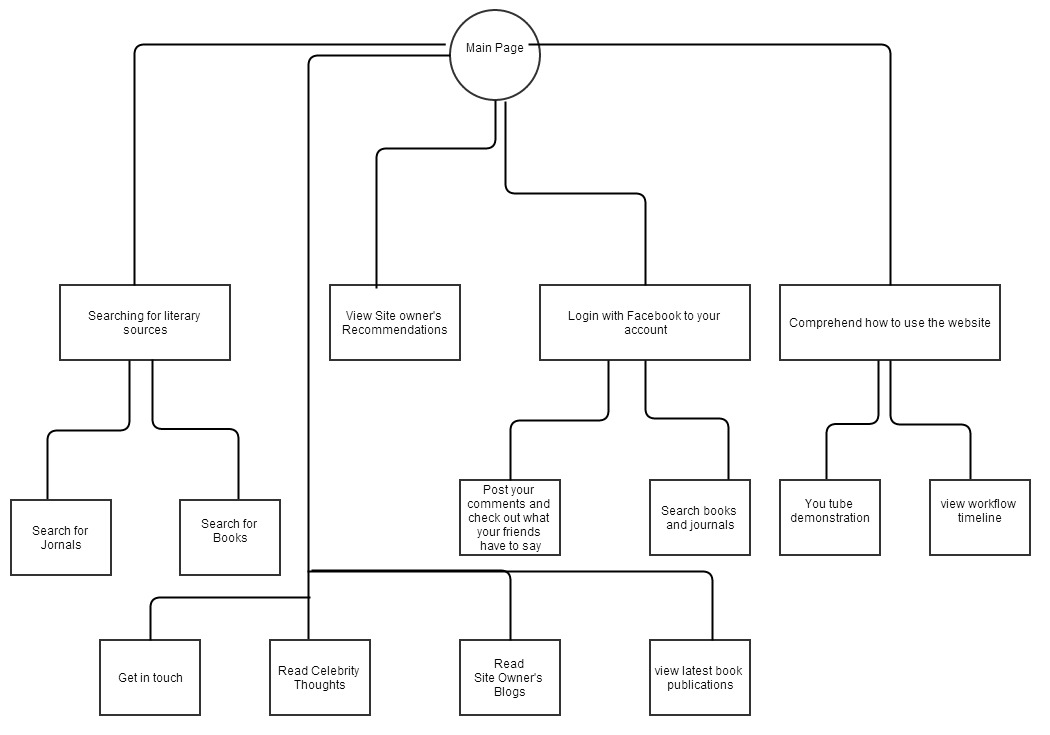 Main Page
Searching for literary
sources
View Site owner's
Recommendations
Login with Facebook to your
account
Comprehend how to use the website
Search for
Jornals
Search for
Books
Post your
comments and
check out what
your friends
have to say
Search books
and journals
You tube
demonstration
view workflow
timeline
Get in touch
Read Celebrity
Thoughts
Read
Site Owner's
Blogs
view latest book
publications